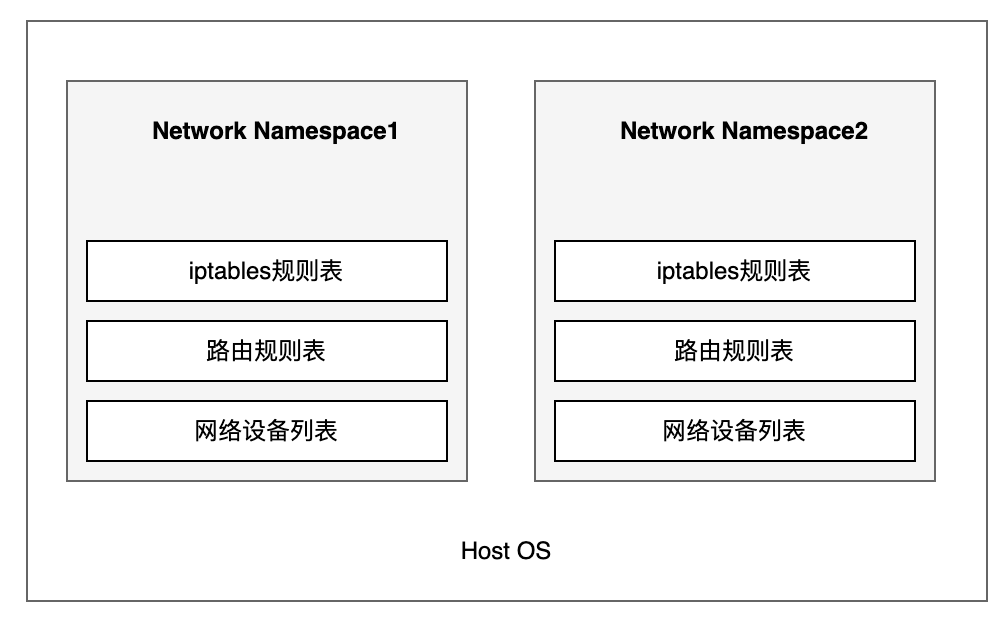 Network Namespace1
iptables规则表
路由规则表
网络设备列表
Network Namespace2
iptables规则表
路由规则表
网络设备列表
Host OS